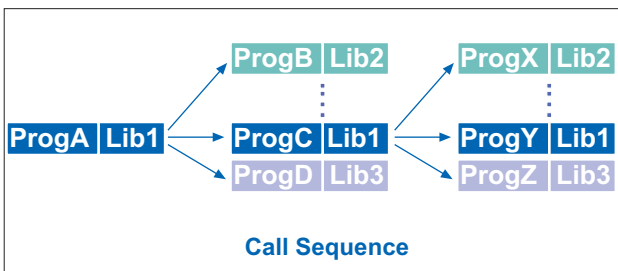 ProgB Lib2
ProgX Lib2
ProgA Lib1
ProgC Lib1
ProgY Lib1
ProgD Lib3
ProgZ Lib3
Call Sequence